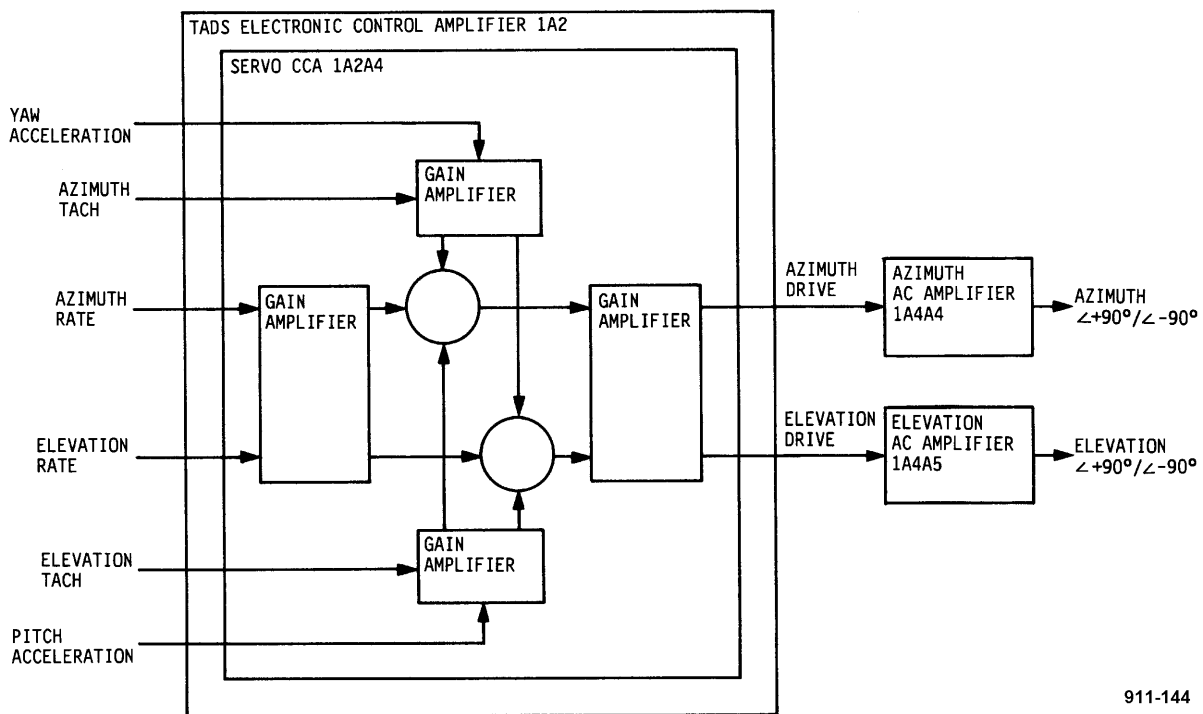 TADS ELECTRONIC CONTROL AMPLIFIER 1A2
SERVO CCA 1A2A4
YAW
ACCELERATION
GAIN
AMPLIFIER
AZIMUTH
TACH
AZIMUTH
RATE
GAIN
AMPLIFIER
GAIN
AMPLIFIER
AZIMUTH
DRIVE
AZIMUTH
AC AMPLIFIER
1A4A4
AZIMUTH
∠+90°/∠-90°
ELEVATION
RATE
ELEVATION
DRIVE
ELEVATION
AC AMPLIFIER
1A4A5
ELEVATION
∠+90°/∠-90°
ELEVATION
TACH
GAIN
AMPLIFIER
PITCH
ACCELERATION
911-144